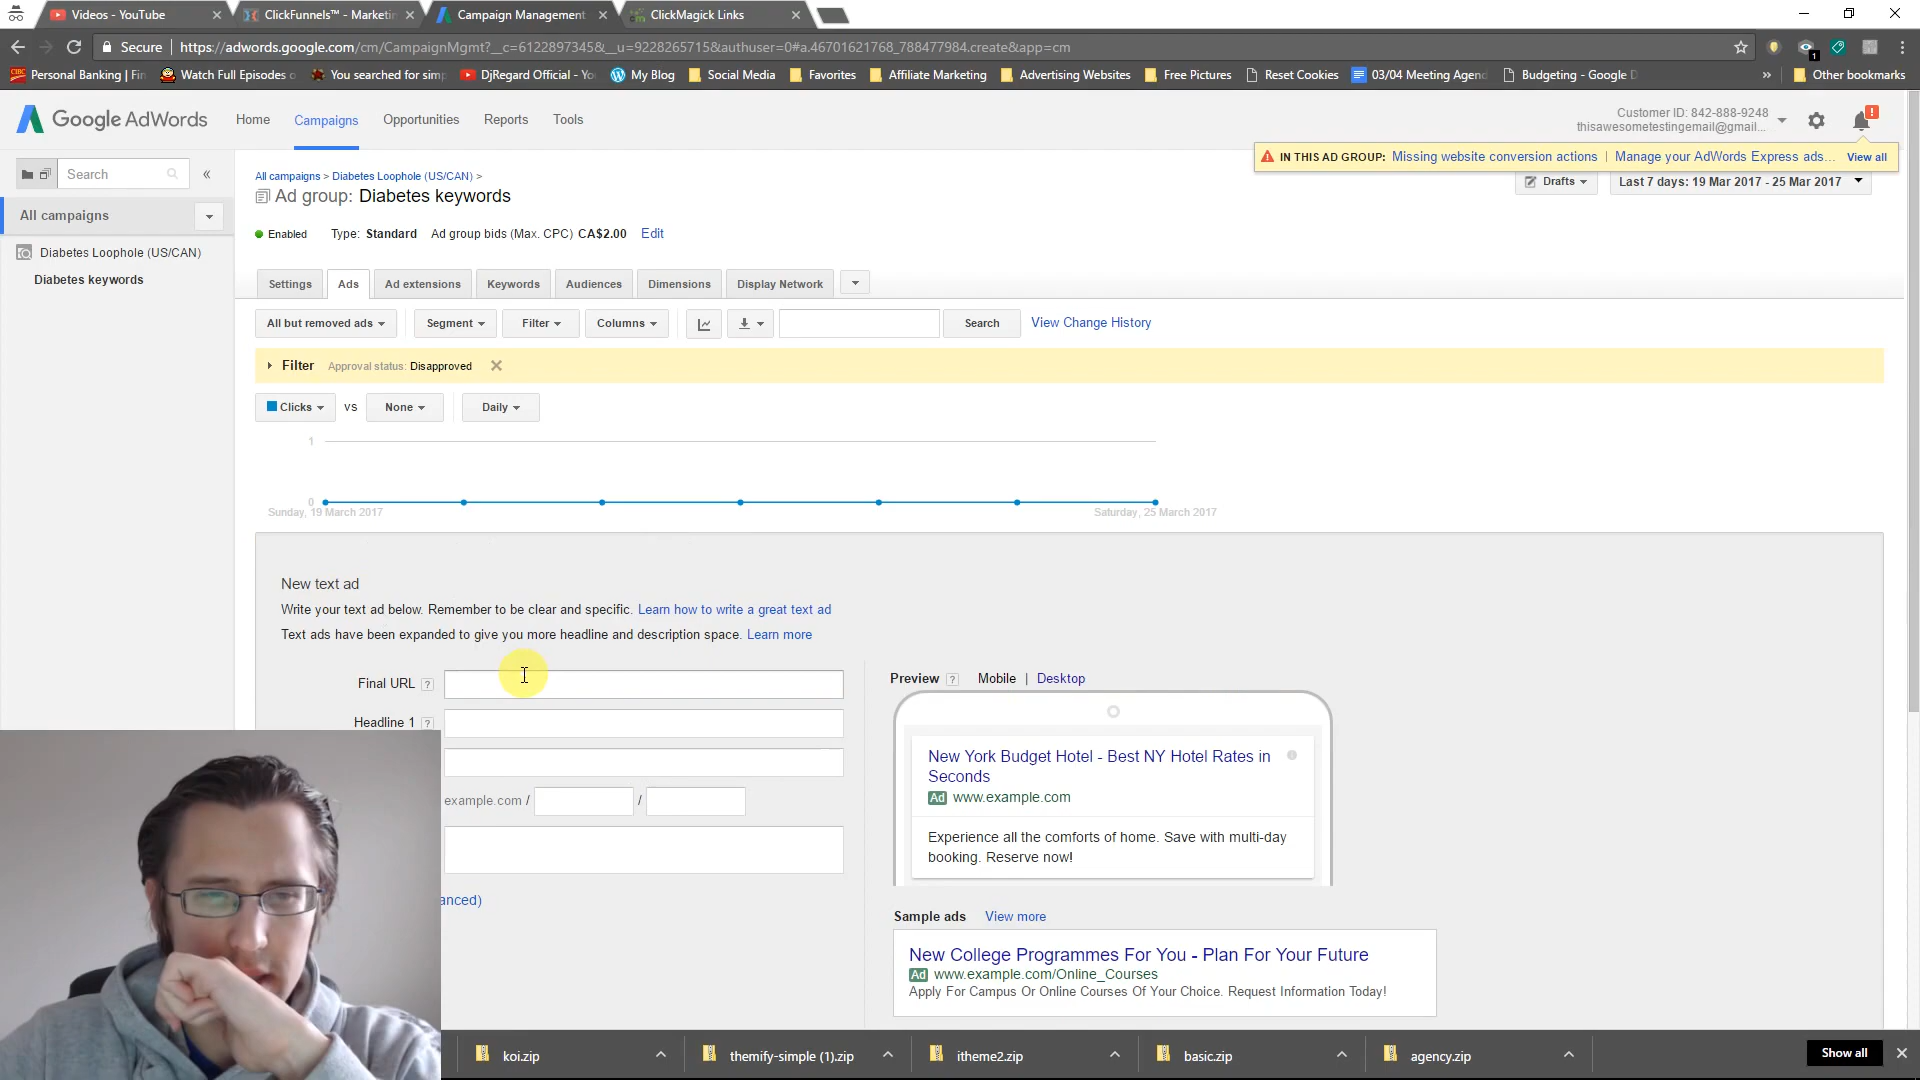 Videos - YouTube
ClickFunnels™ - Marketin
Campaign Management
ClickMagick Links
Secure
https://adwords.google.com/cm/CampaignMgmt?__c=6122897345&__u=9228265715&authuser=0#a.46701621768_788477984.create&app=cm
1
CIBC Personal Banking | Fin
Watch Full Episodes o
You searched for simp
DjRegard Official - Yo
My Blog
Social Media
Favorites
Affiliate Marketing
Advertising Websites
Free Pictures
Reset Cookies
03/04 Meeting Agend
Budgeting - Google D
»
Other bookmarks
Google AdWords
Home
Campaigns
Opportunities
Reports
Tools
Customer ID: 842-888-9248
thisawesometestingemail@gmail...
!
IN THIS AD GROUP: Missing website conversion actions | Manage your AdWords Express ads... View all
Search
«
All campaigns
Diabetes Loophole (US/CAN)
Diabetes keywords
All campaigns > Diabetes Loophole (US/CAN) >
Ad group: Diabetes keywords
Drafts
Last 7 days: 19 Mar 2017 - 25 Mar 2017
Enabled Type: Standard Ad group bids (Max. CPC) CA$2.00 Edit
Settings
Ads
Ad extensions
Keywords
Audiences
Dimensions
Display Network
All but removed ads
Segment
Filter
Columns
Search
View Change History
Filter Approval status: Disapproved
Clicks vs None Daily
1
0
Sunday, 19 March 2017
Saturday, 25 March 2017
New text ad
Write your text ad below. Remember to be clear and specific. Learn how to write a great text ad
Text ads have been expanded to give you more headline and description space. Learn more
Final URL ?
Headline 1 ?
example.com / /
anced)
Preview ? Mobile | Desktop
New York Budget Hotel - Best NY Hotel Rates in
Seconds
Ad www.example.com
Experience all the comforts of home. Save with multi-day
booking. Reserve now!
Sample ads View more
New College Programmes For You - Plan For Your Future
Ad www.example.com/Online_Courses
Apply For Campus Or Online Courses Of Your Choice. Request Information Today!
koi.zip
themify-simple (1).zip
itheme2.zip
basic.zip
agency.zip
Show all